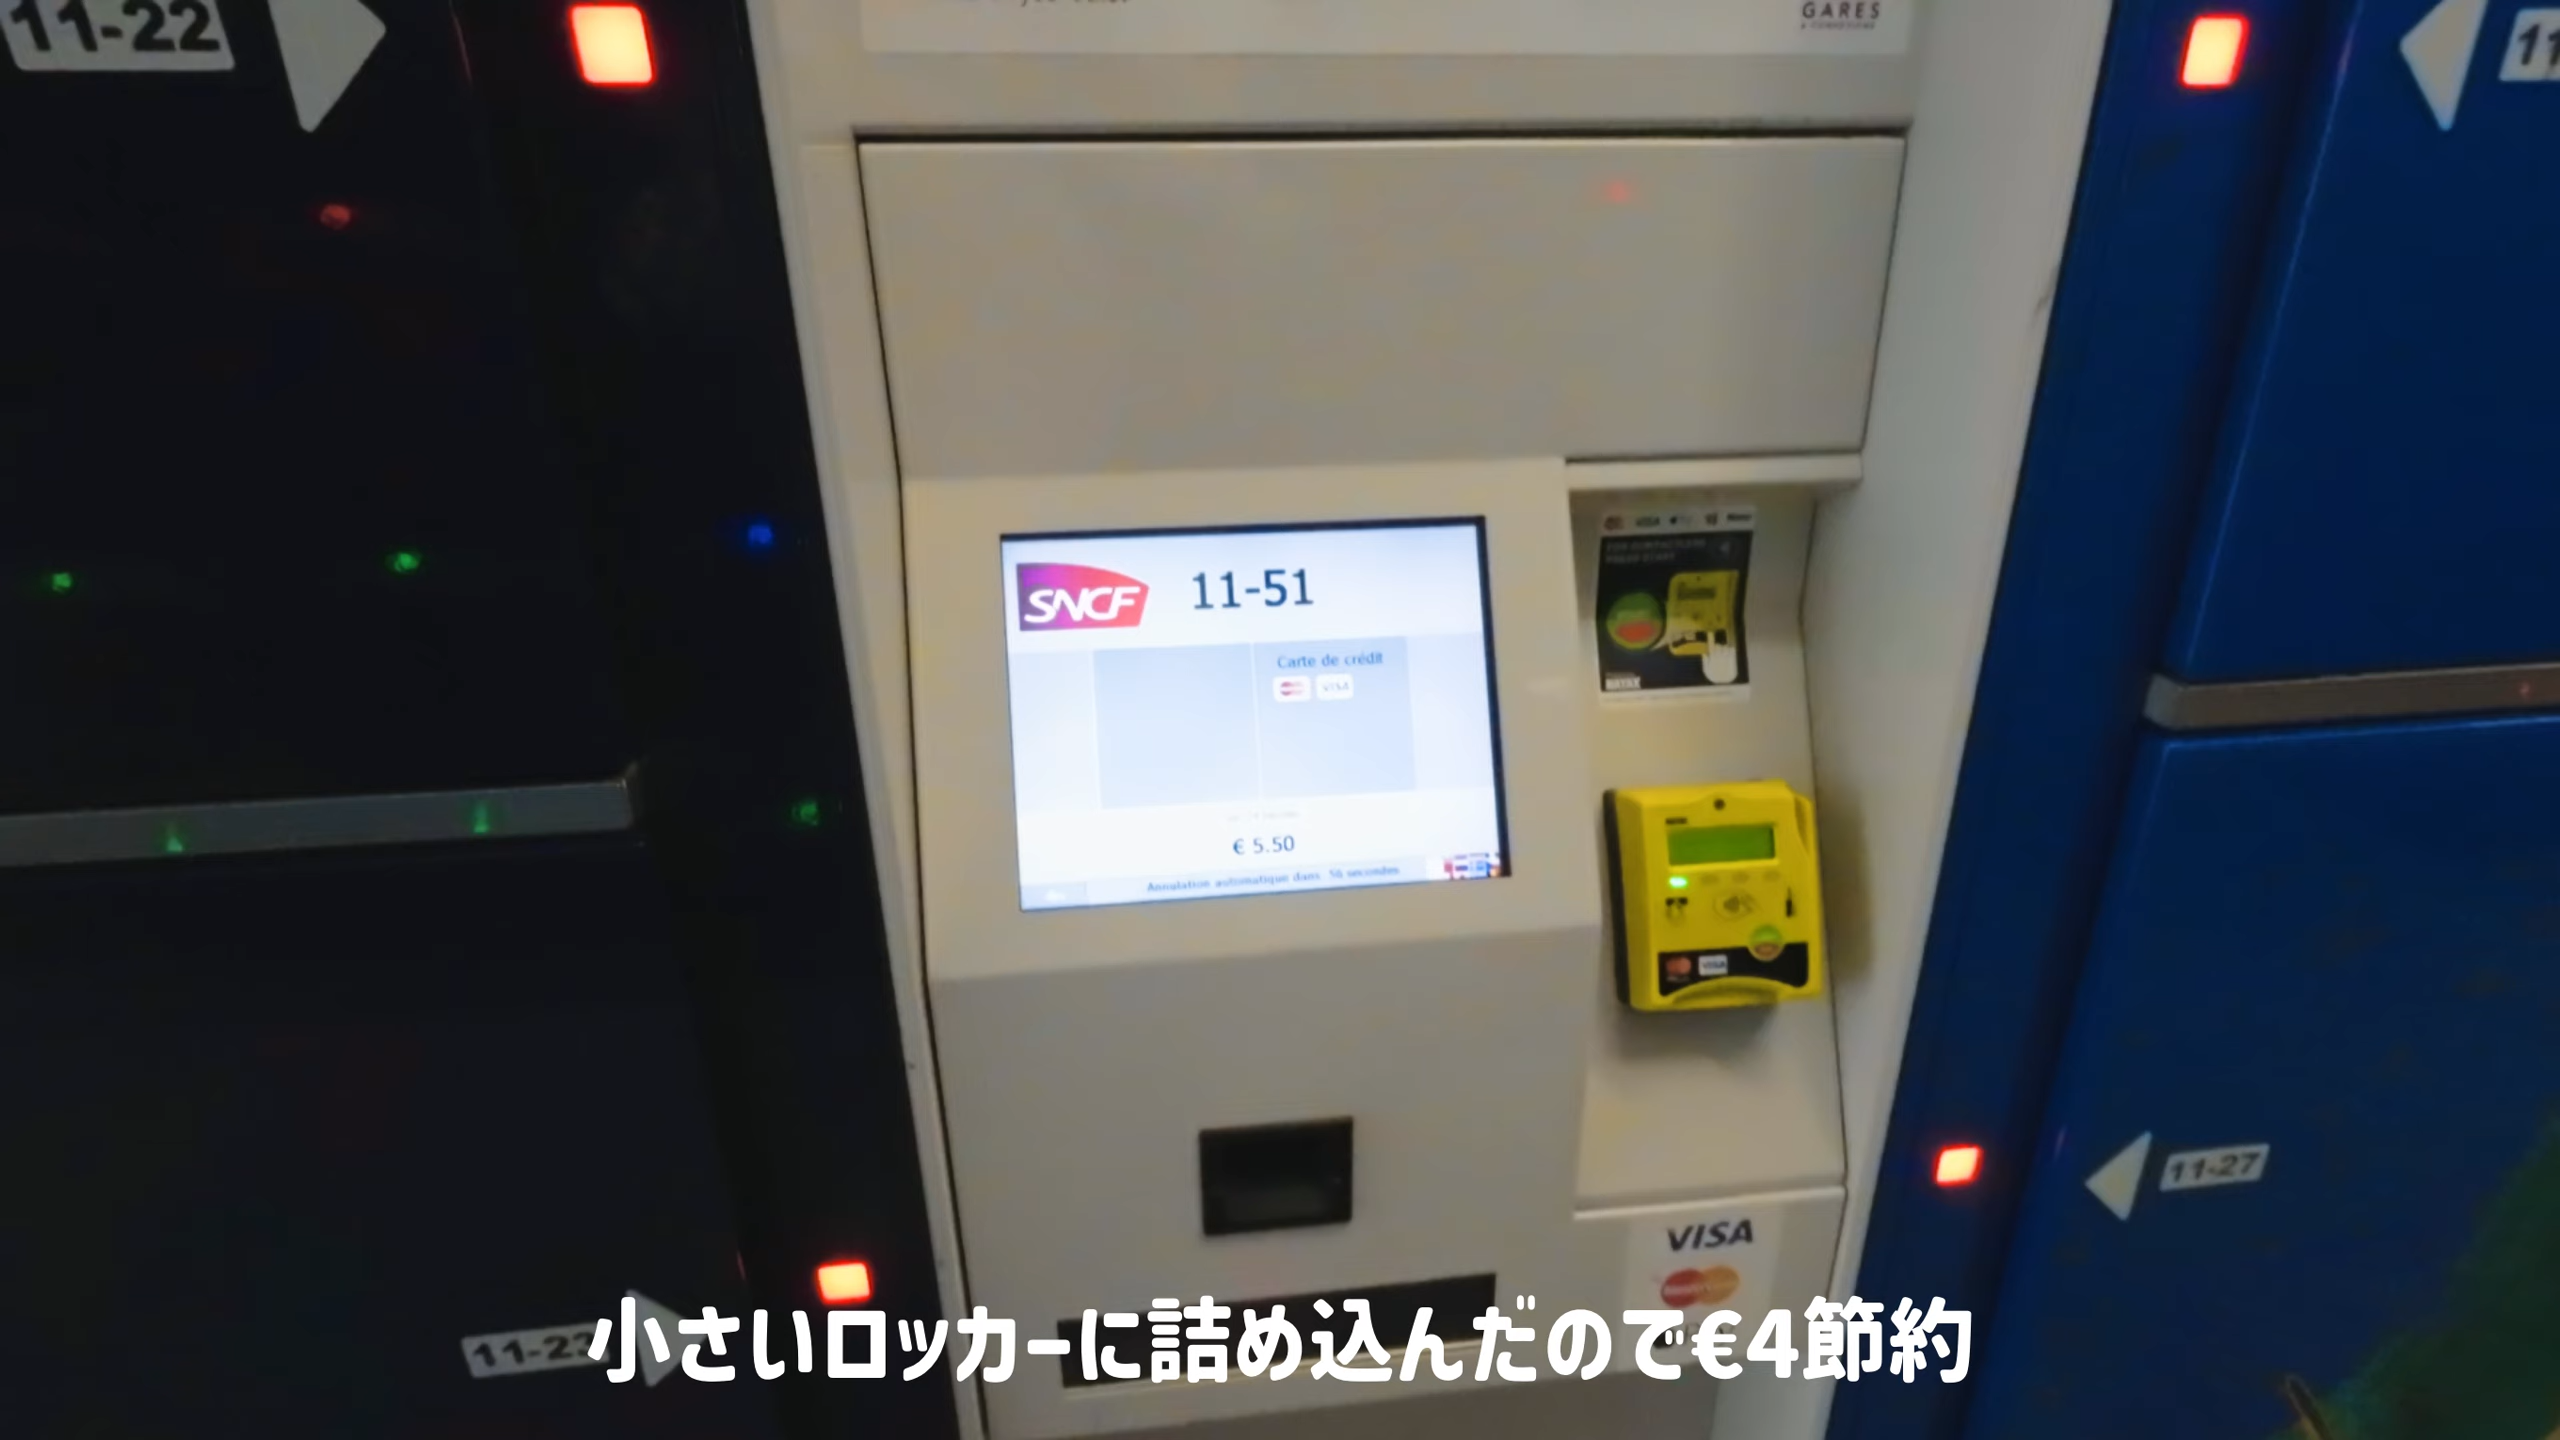 11-22
GARES
SNCF
11-51
Carte de crédit
VISA
€ 5.50
Annulation automatique dans 56 secondes
VISA
11-27
VISA
11-23
小さいロッカーに詰め込んだので€4節約